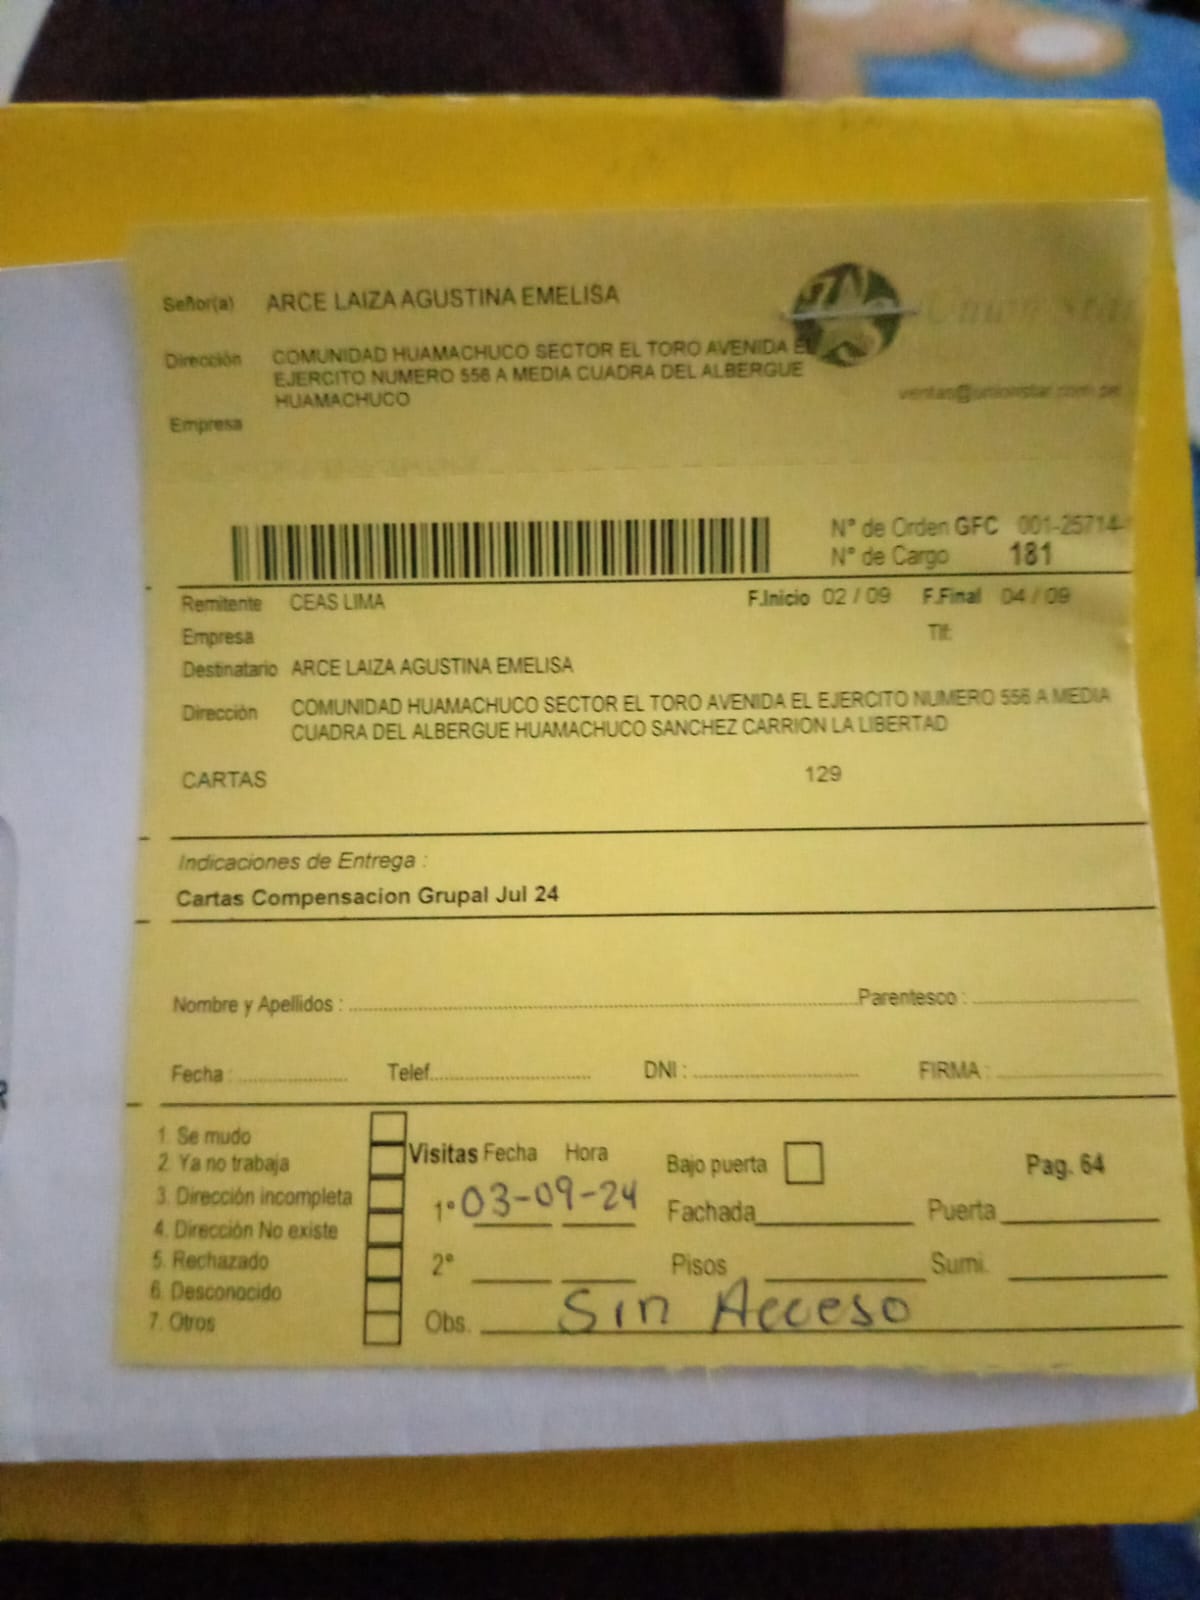 Señor(a) ARCE LAIZA AGUSTINA EMELISA
Union Star
Dirección COMUNIDAD HUAMACHUCO SECTOR EL TORO AVENIDA EL
EJERCITO NUMERO 556 A MEDIA CUADRA DEL ALBERGUE
HUAMACHUCO
ventas@unionstar.com.pe
Empresa
N° de Orden GFC 001-25714-
N° de Cargo 181
Remitente CEAS LIMA F.Inicio 02 / 09 F.Final 04 / 09
Empresa Tlf:
Destinatario ARCE LAIZA AGUSTINA EMELISA
Dirección COMUNIDAD HUAMACHUCO SECTOR EL TORO AVENIDA EL EJERCITO NUMERO 556 A MEDIA
CUADRA DEL ALBERGUE HUAMACHUCO SANCHEZ CARRION LA LIBERTAD
CARTAS 129
Indicaciones de Entrega :
Cartas Compensacion Grupal Jul 24
Nombre y Apellidos : Parentesco :
Fecha : Telef. DNI : FIRMA :
1. Se mudo
2. Ya no trabaja
3. Dirección incompleta
4. Dirección No existe
5. Rechazado
6. Desconocido
7. Otros
Visitas Fecha Hora
1° 03-09-24
2°
Bajo puerta Pag. 64
Fachada Puerta
Pisos Sumi.
Obs. Sin Acceso